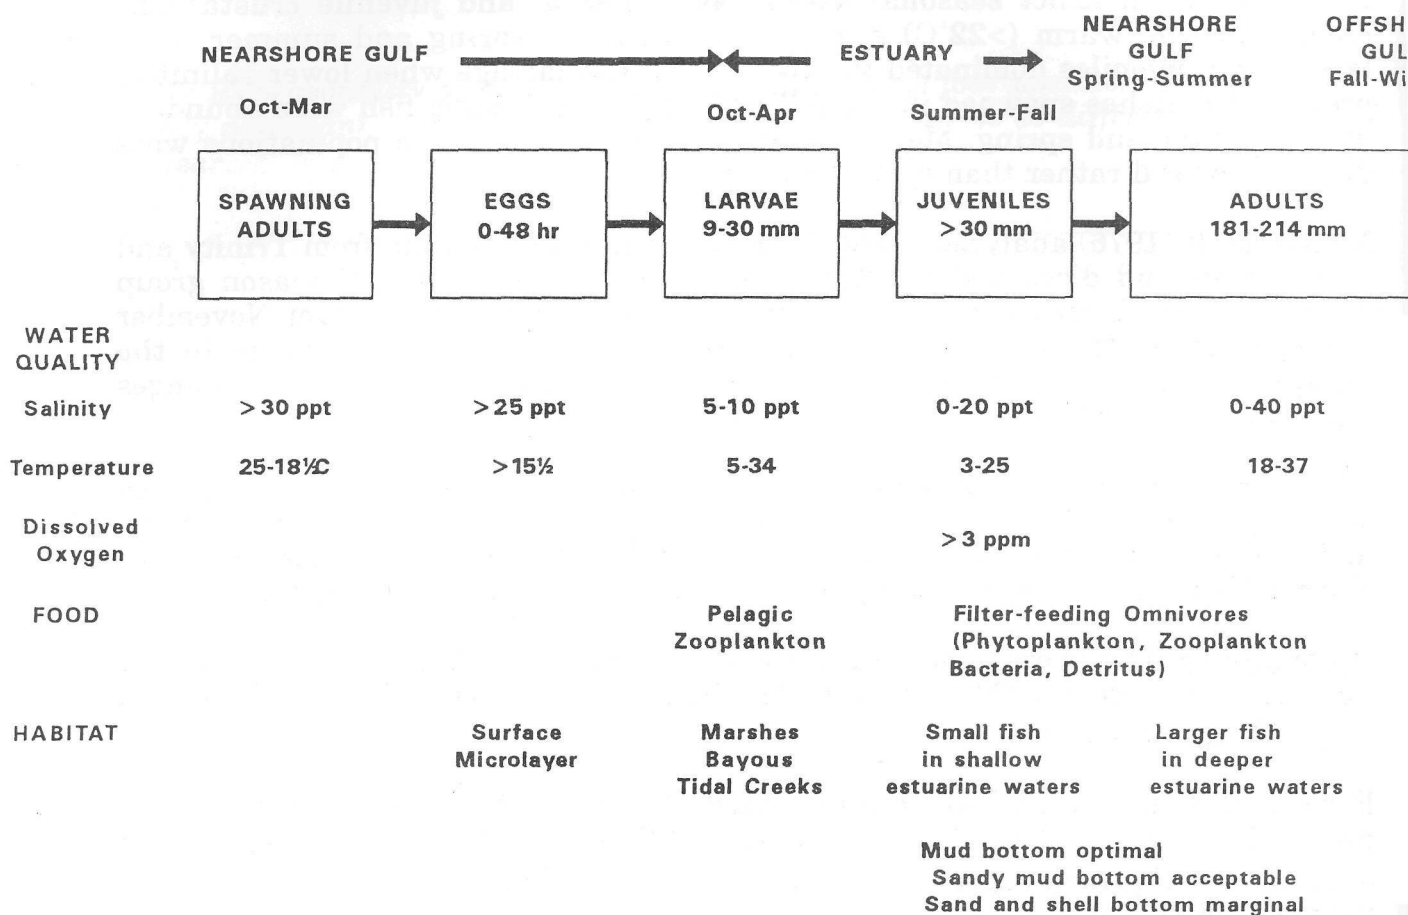 NEARSHORE GULF
ESTUARY
NEARSHORE
GULF
Spring-Summer
OFFSH
GUL
Fall-Wi
Oct-Mar
Oct-Apr
Summer-Fall
SPAWNING
ADULTS
EGGS
0-48 hr
LARVAE
9-30 mm
JUVENILES
>30 mm
ADULTS
181-214 mm
WATER
QUALITY
Salinity >30 ppt >25 ppt 5-10 ppt 0-20 ppt 0-40 ppt
Temperature 25-18½C >15½ 5-34 3-25 18-37
Dissolved
Oxygen
>3 ppm
FOOD
Pelagic
Zooplankton
Filter-feeding Omnivores
(Phytoplankton, Zooplankton
Bacteria, Detritus)
HABITAT
Surface
Microlayer
Marshes
Bayous
Tidal Creeks
Small fish
in shallow
estuarine waters
Larger fish
in deeper
estuarine waters
Mud bottom optimal
Sandy mud bottom acceptable
Sand and shell bottom marginal